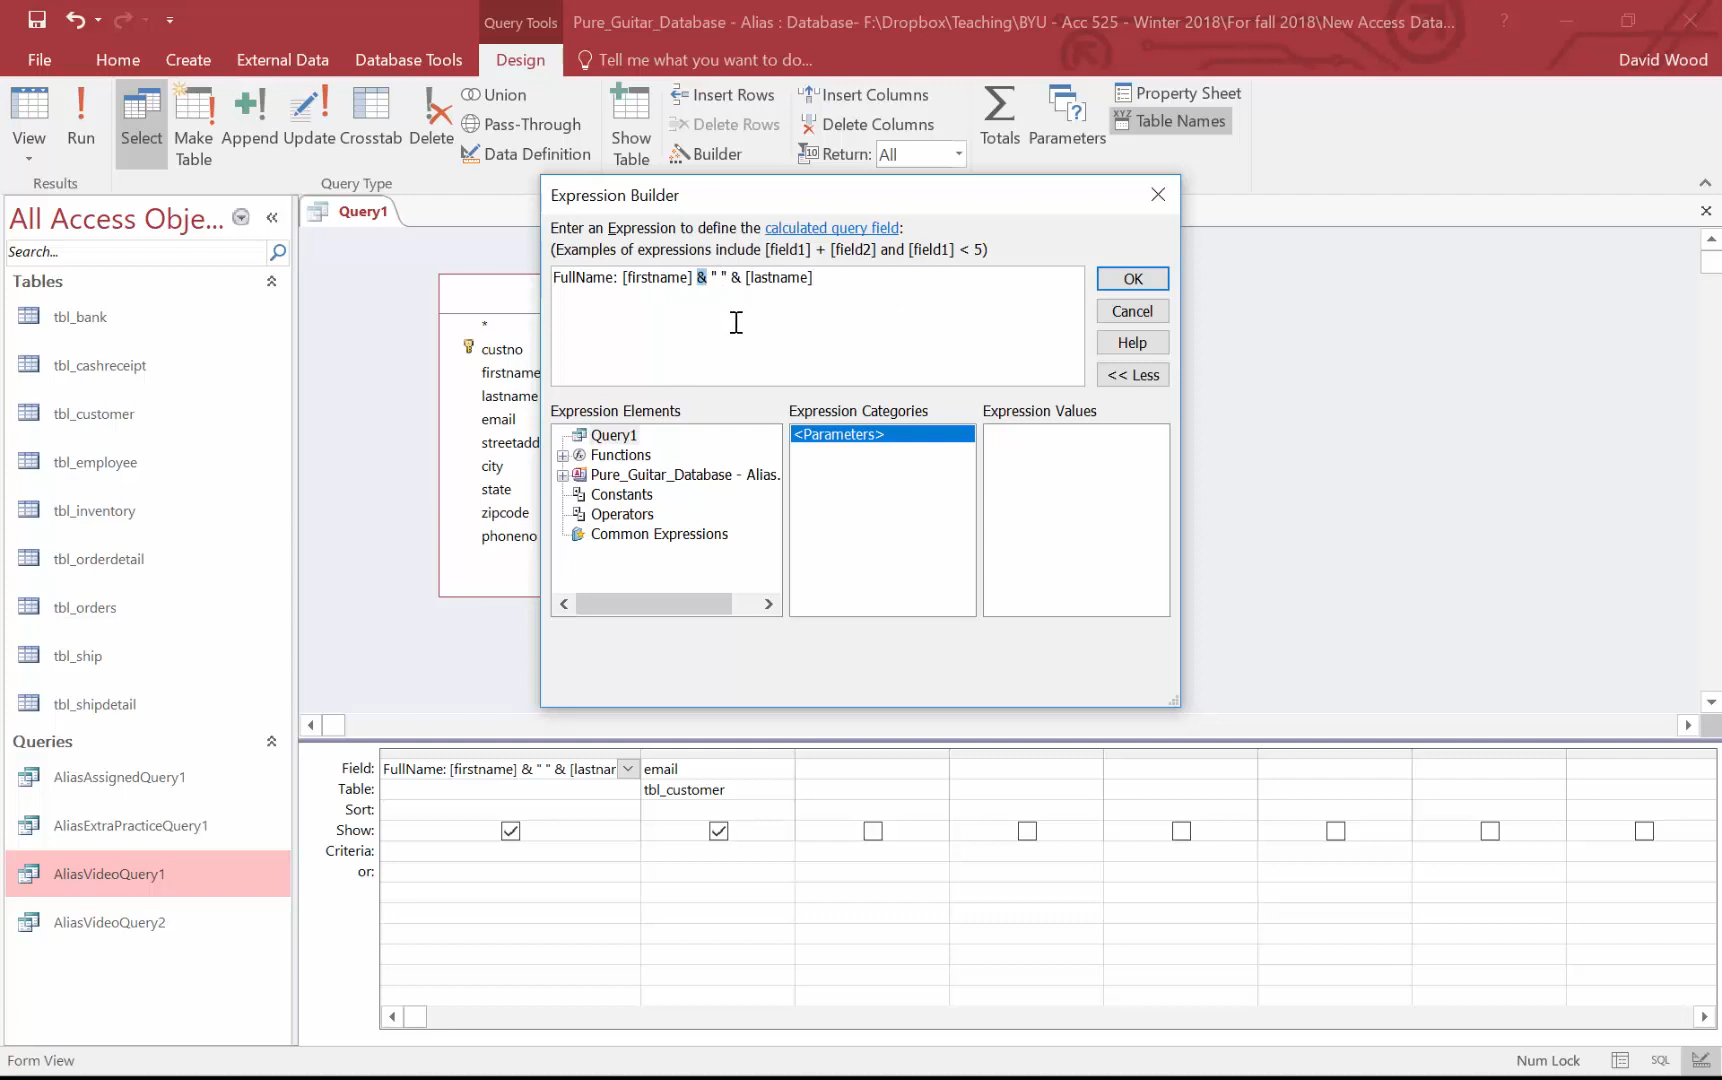 Query Tools
Pure_Guitar_Database - Alias : Database- F:\Dropbox\Teaching\BYU - Acc 525 - Winter 2018\For fall 2018\New Access Data...
?
File Home Create External Data Database Tools Design Tell me what you want to do... David Wood
View
Run
Select
Make Table
Append
Update
Crosstab
Delete
Union
Pass-Through
Data Definition
Show Table
Insert Rows
Delete Rows
Builder
Insert Columns
Delete Columns
Return: All
Totals
Parameters
Property Sheet
Table Names
Results
Query Type
All Access Obje...
Search...
Tables
tbl_bank
tbl_cashreceipt
tbl_customer
tbl_employee
tbl_inventory
tbl_orderdetail
tbl_orders
tbl_ship
tbl_shipdetail
Queries
AliasAssignedQuery1
AliasExtraPracticeQuery1
AliasVideoQuery1
AliasVideoQuery2
Query1
*
custno
firstname
lastname
email
streetadd
city
state
zipcode
phoneno
Expression Builder
Enter an Expression to define the calculated query field:
(Examples of expressions include [field1] + [field2] and [field1] < 5)
FullName: [firstname] & " " & [lastname]
OK
Cancel
Help
<< Less
Expression Elements
Query1
Functions
Pure_Guitar_Database - Alias.
Constants
Operators
Common Expressions
Expression Categories
<Parameters>
Expression Values
Field: FullName: [firstname] & " " & [lastnar email
Table: tbl_customer
Sort:
Show:
Criteria:
or:
Form View
Num Lock
SQL